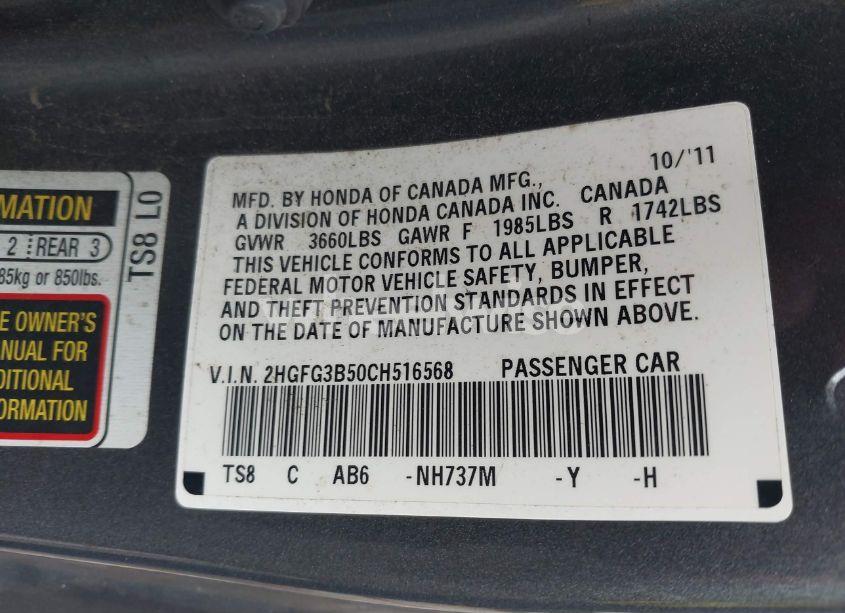 MATION
2 REAR 3
85kg or 850lbs.
E OWNER'S
ANUAL FOR
DITIONAL
ORMATION
TS8 L0
10/'11
MFD. BY HONDA OF CANADA MFG.,
A DIVISION OF HONDA CANADA INC. CANADA
GVWR 3660LBS GAWR F 1985LBS R 1742LBS
THIS VEHICLE CONFORMS TO ALL APPLICABLE
FEDERAL MOTOR VEHICLE SAFETY, BUMPER,
AND THEFT PREVENTION STANDARDS IN EFFECT
ON THE DATE OF MANUFACTURE SHOWN ABOVE.
V.I.N. 2HGFG3B50CH516568 PASSENGER CAR
TS8 C AB6 -NH737M -Y -H